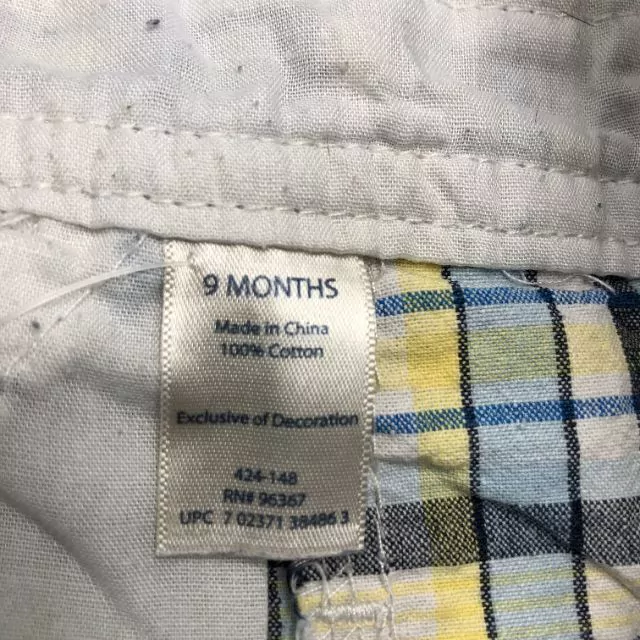 9 MONTHS
Made in China
100% Cotton
Exclusive of Decoration
424-148
RN# 96367
UPC 7 02371 38486 3